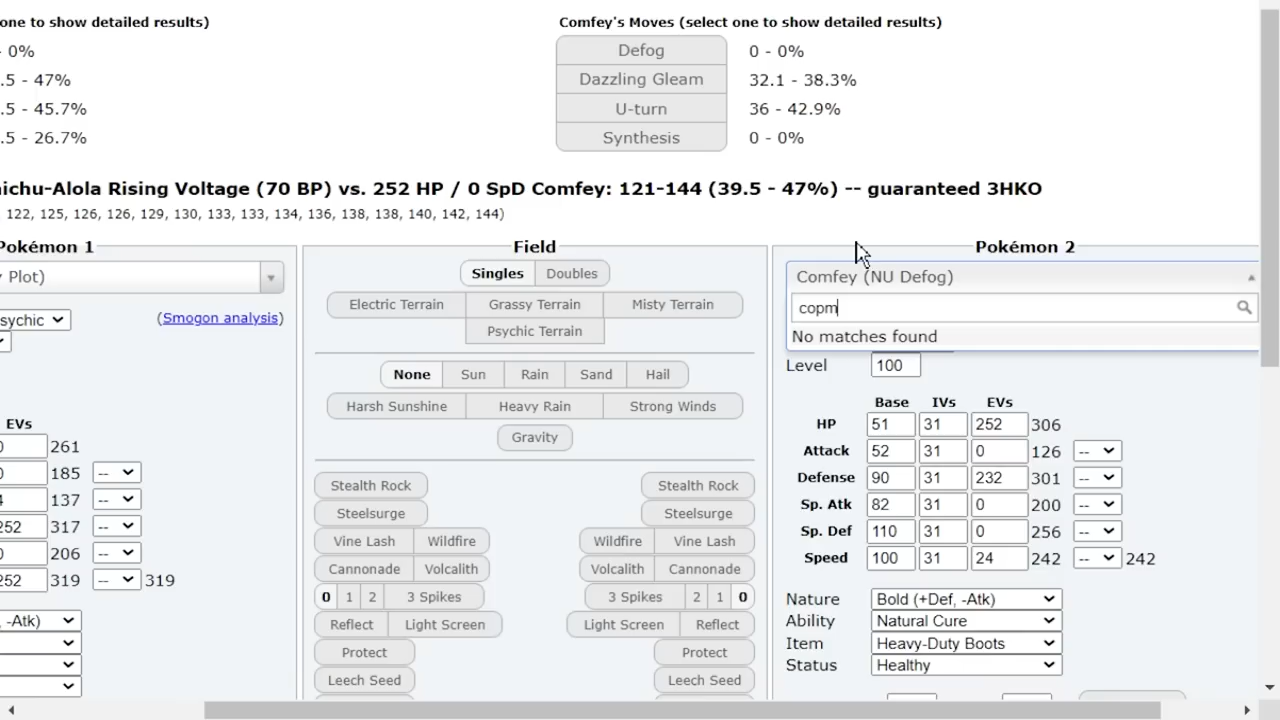 one to show detailed results)
Comfey's Moves (select one to show detailed results)
- 0%
Defog
0 - 0%
.5 - 47%
Dazzling Gleam
32.1 - 38.3%
.5 - 45.7%
U-turn
36 - 42.9%
.5 - 26.7%
Synthesis
0 - 0%
aichu-Alola Rising Voltage (70 BP) vs. 252 HP / 0 SpD Comfey: 121-144 (39.5 - 47%) -- guaranteed 3HKO
122, 125, 126, 126, 129, 130, 133, 133, 134, 136, 138, 138, 140, 142, 144)
Pokémon 1
Field
Pokémon 2
Plot)
Singles Doubles
Comfey (NU Defog)
Electric Terrain Grassy Terrain Misty Terrain
copm
sychic
(Smogon analysis)
Psychic Terrain
No matches found
Level 100
None Sun Rain Sand Hail
Base IVs EVs
EVs
Harsh Sunshine Heavy Rain Strong Winds
HP 51 31 252 306
Gravity
261
Attack 52 31 0 126 --
185 --
Defense 90 31 232 301 --
Stealth Rock Stealth Rock
137 --
Sp. Atk 82 31 0 200 --
Steelsurge Steelsurge
252 317 --
Sp. Def 110 31 0 256 --
Vine Lash Wildfire Wildfire Vine Lash
206 --
Speed 100 31 24 242 -- 242
Cannonade Volcalith Volcalith Cannonade
252 319 -- 319
0 1 2 3 Spikes 3 Spikes 2 1 0
Nature Bold (+Def, -Atk)
, -Atk)
Reflect Light Screen Light Screen Reflect
Ability Natural Cure
Item Heavy-Duty Boots
Protect Protect
Status Healthy
Leech Seed Leech Seed